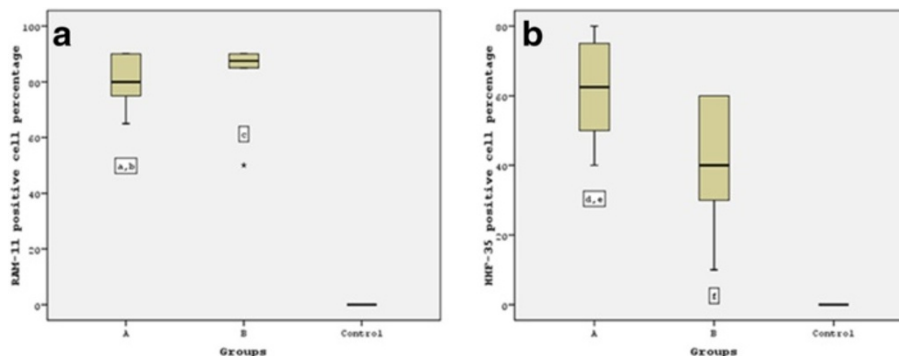 a
RAM-11 positive cell percentage
100
80
60
40
20
0
a,b
c
*
A
B
Control
Groups
b
HHF-35 positive cell percentage
80
60
40
20
0
d,e
f
A
B
Control
Groups